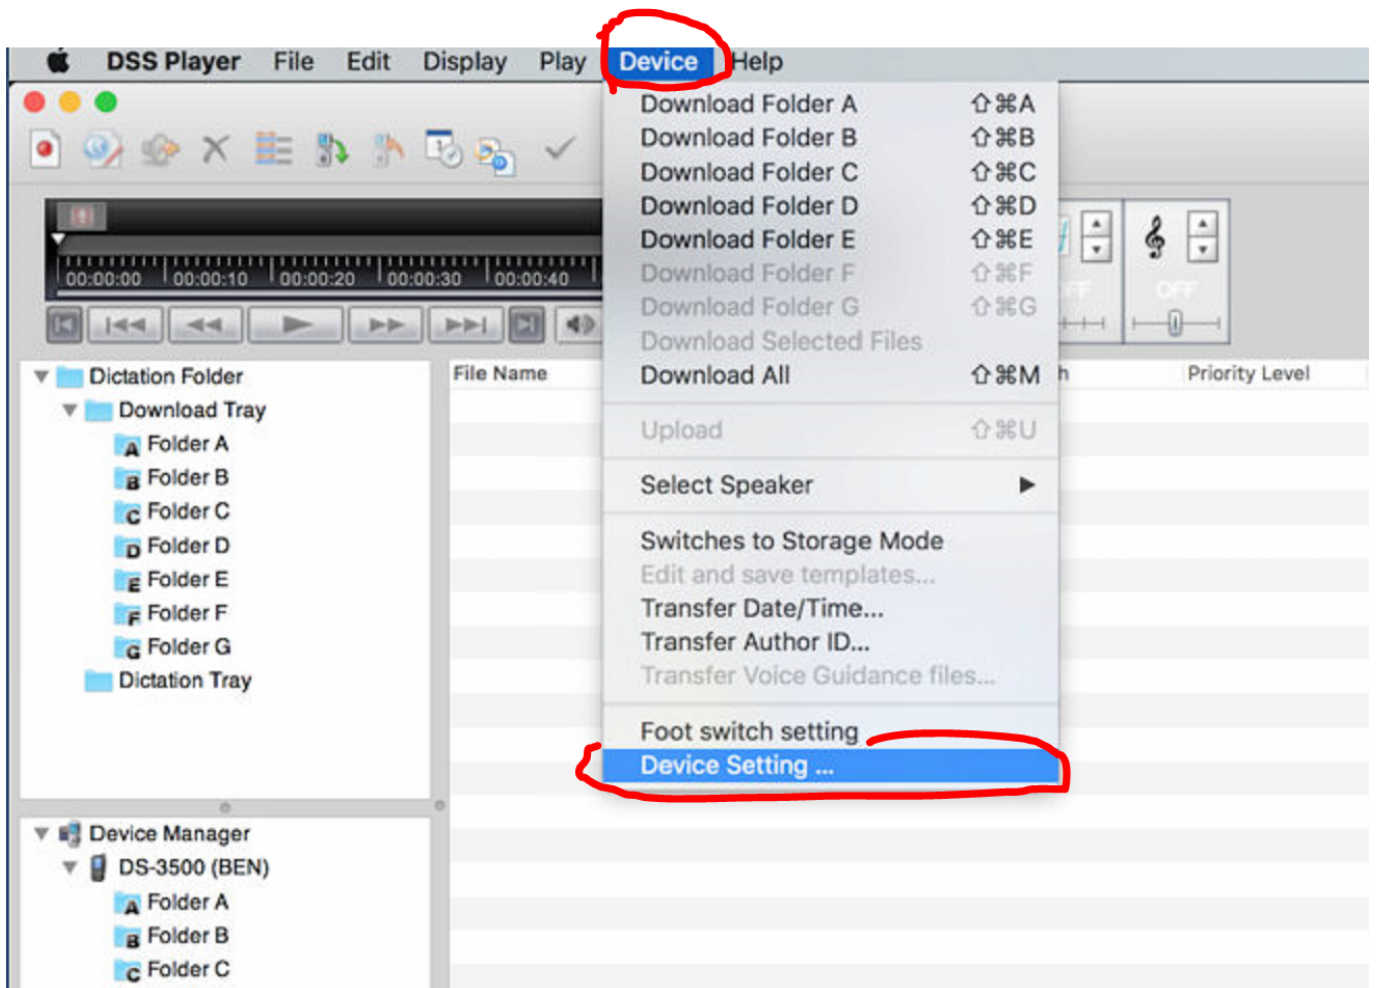 DSS Player File Edit Display Play Device Help
Download Folder A ⇧⌘A
Download Folder B ⇧⌘B
Download Folder C ⇧⌘C
Download Folder D ⇧⌘D
Download Folder E ⇧⌘E
Download Folder F ⇧⌘F
Download Folder G ⇧⌘G
Download Selected Files
Download All ⇧⌘M
Upload ⇧⌘U
Select Speaker ▶
Switches to Storage Mode
Edit and save templates...
Transfer Date/Time...
Transfer Author ID...
Transfer Voice Guidance files...
Foot switch setting
Device Setting ...
00:00:00 00:00:10 00:00:20 00:00:30 00:00:40
OFF
File Name Priority Level
Dictation Folder
Download Tray
A Folder A
B Folder B
C Folder C
D Folder D
E Folder E
F Folder F
G Folder G
Dictation Tray
Device Manager
DS-3500 (BEN)
A Folder A
B Folder B
C Folder C